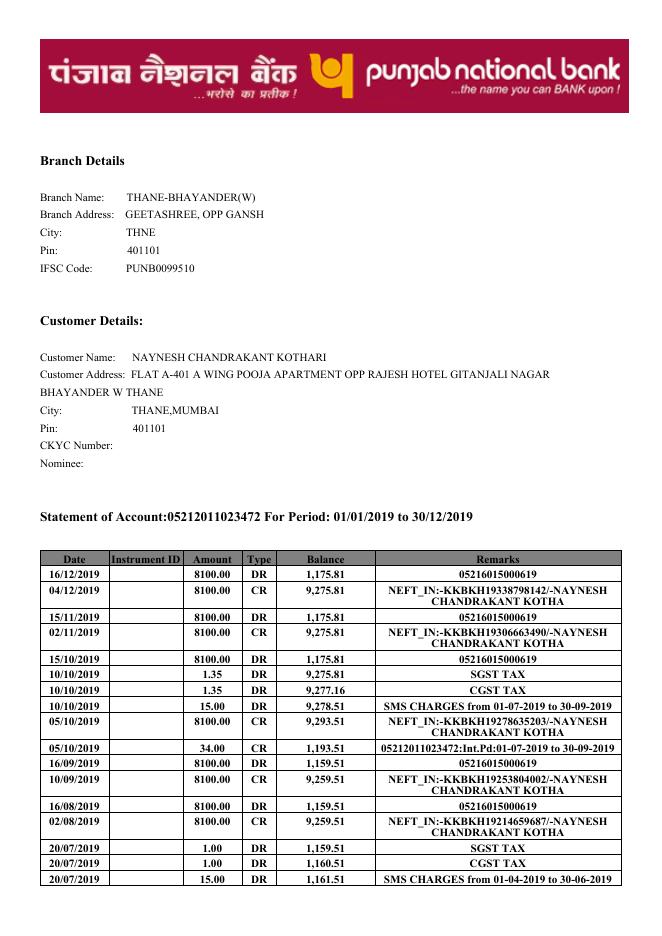 पंजाब नैशनल बैंक punjab national bank
...भरोसे का प्रतीक ! ...the name you can BANK upon !
Branch Details
Branch Name: THANE-BHAYANDER(W)
Branch Address: GEETASHREE, OPP GANSH
City: THNE
Pin: 401101
IFSC Code: PUNB0099510
Customer Details:
Customer Name: NAYNESH CHANDRAKANT KOTHARI
Customer Address: FLAT A-401 A WING POOJA APARTMENT OPP RAJESH HOTEL GITANJALI NAGAR
BHAYANDER W THANE
City: THANE,MUMBAI
Pin: 401101
CKYC Number:
Nominee:
Statement of Account:05212011023472 For Period: 01/01/2019 to 30/12/2019
Date Instrument ID Amount Type Balance Remarks
16/12/2019 8100.00 DR 1,175.81 05216015000619
04/12/2019 8100.00 CR 9,275.81 NEFT_IN:-KKBKH19338798142/-NAYNESH
CHANDRAKANT KOTHA
15/11/2019 8100.00 DR 1,175.81 05216015000619
02/11/2019 8100.00 CR 9,275.81 NEFT_IN:-KKBKH19306663490/-NAYNESH
CHANDRAKANT KOTHA
15/10/2019 8100.00 DR 1,175.81 05216015000619
10/10/2019 1.35 DR 9,275.81 SGST TAX
10/10/2019 1.35 DR 9,277.16 CGST TAX
10/10/2019 15.00 DR 9,278.51 SMS CHARGES from 01-07-2019 to 30-09-2019
05/10/2019 8100.00 CR 9,293.51 NEFT_IN:-KKBKH19278635203/-NAYNESH
CHANDRAKANT KOTHA
05/10/2019 34.00 CR 1,193.51 05212011023472:Int.Pd:01-07-2019 to 30-09-2019
16/09/2019 8100.00 DR 1,159.51 05216015000619
10/09/2019 8100.00 CR 9,259.51 NEFT_IN:-KKBKH19253804002/-NAYNESH
CHANDRAKANT KOTHA
16/08/2019 8100.00 DR 1,159.51 05216015000619
02/08/2019 8100.00 CR 9,259.51 NEFT_IN:-KKBKH19214659687/-NAYNESH
CHANDRAKANT KOTHA
20/07/2019 1.00 DR 1,159.51 SGST TAX
20/07/2019 1.00 DR 1,160.51 CGST TAX
20/07/2019 15.00 DR 1,161.51 SMS CHARGES from 01-04-2019 to 30-06-2019